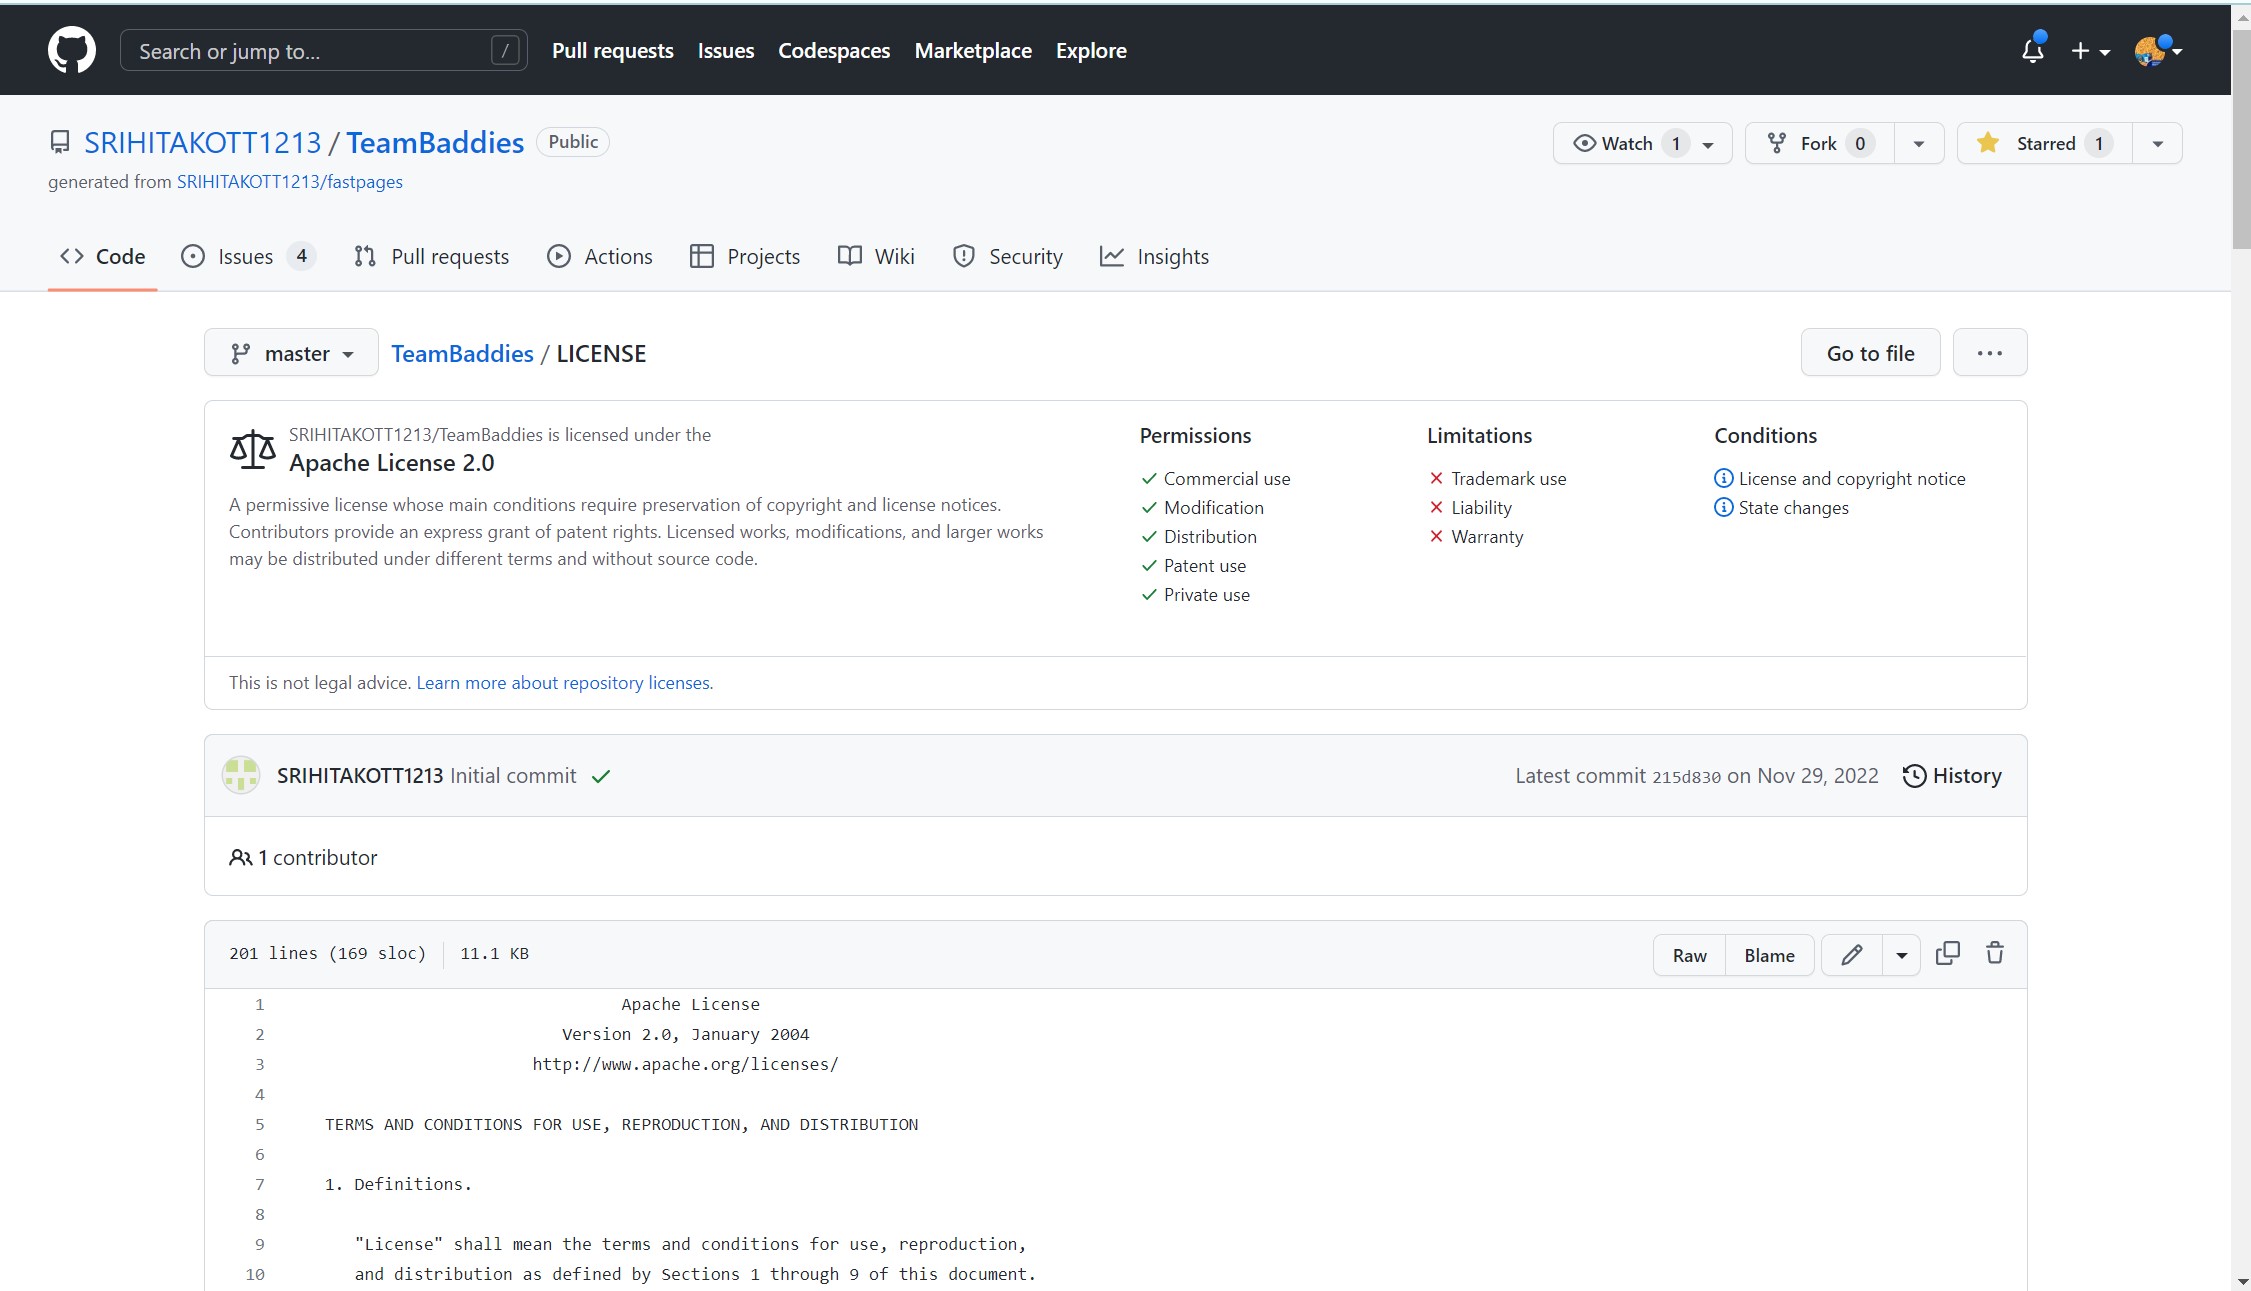 Search or jump to... /
Pull requests Issues Codespaces Marketplace Explore
SRIHITAKOTT1213 / TeamBaddies Public
Watch 1 Fork 0 Starred 1
generated from SRIHITAKOTT1213/fastpages
Code Issues 4 Pull requests Actions Projects Wiki Security Insights
master TeamBaddies / LICENSE Go to file ...
SRIHITAKOTT1213/TeamBaddies is licensed under the
Apache License 2.0
A permissive license whose main conditions require preservation of copyright and license notices.
Contributors provide an express grant of patent rights. Licensed works, modifications, and larger works
may be distributed under different terms and without source code.
Permissions
Commercial use
Modification
Distribution
Patent use
Private use
Limitations
Trademark use
Liability
Warranty
Conditions
License and copyright notice
State changes
This is not legal advice. Learn more about repository licenses.
SRIHITAKOTT1213 Initial commit
Latest commit 215d830 on Nov 29, 2022 History
1 contributor
201 lines (169 sloc) 11.1 KB
Raw Blame
1 Apache License
2 Version 2.0, January 2004
3 http://www.apache.org/licenses/
4
5 TERMS AND CONDITIONS FOR USE, REPRODUCTION, AND DISTRIBUTION
6
7 1. Definitions.
8
9 "License" shall mean the terms and conditions for use, reproduction,
10 and distribution as defined by Sections 1 through 9 of this document.